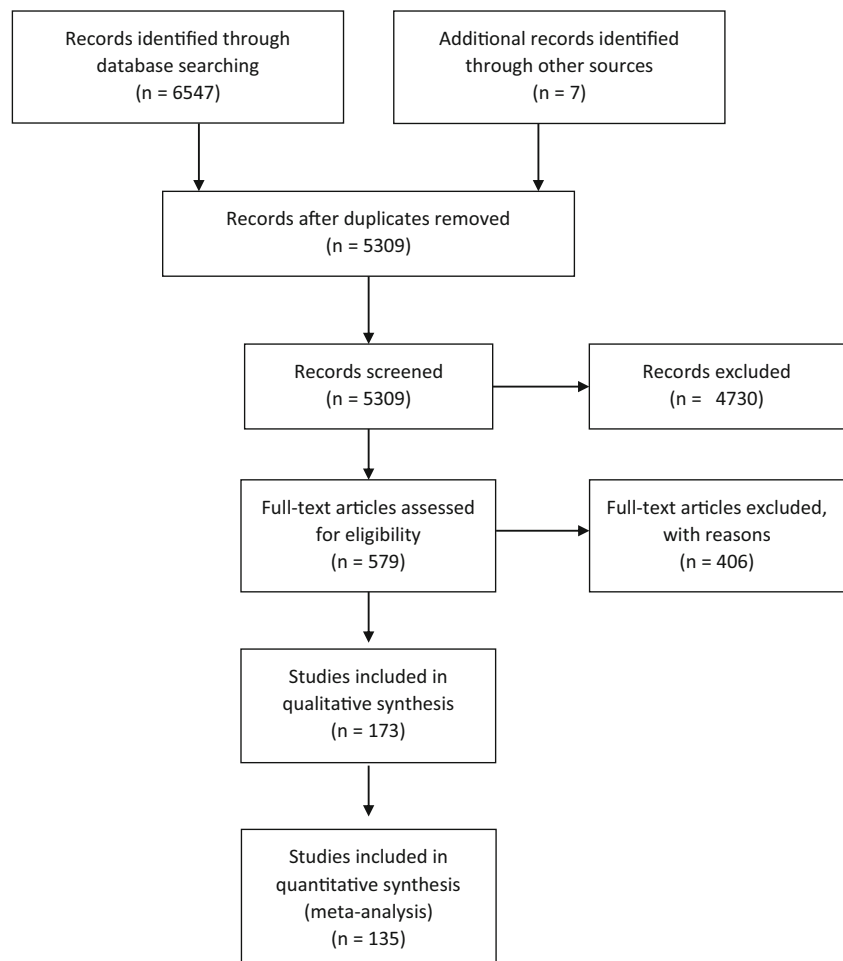 Records identified through
database searching
(n = 6547)
Additional records identified
through other sources
(n = 7)
Records after duplicates removed
(n = 5309)
Records screened
(n = 5309)
Records excluded
(n = 4730)
Full-text articles assessed
for eligibility
(n = 579)
Full-text articles excluded,
with reasons
(n = 406)
Studies included in
qualitative synthesis
(n = 173)
Studies included in
quantitative synthesis
(meta-analysis)
(n = 135)